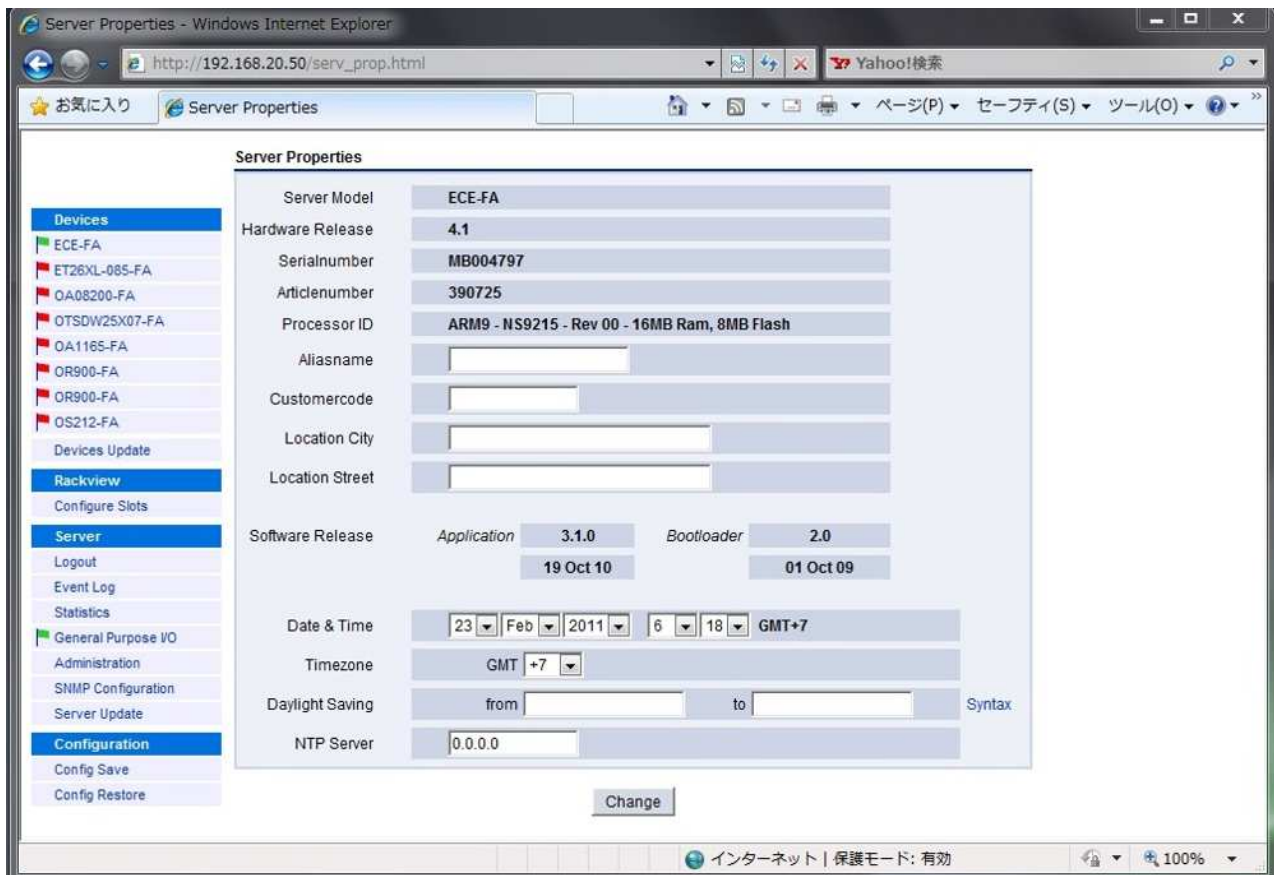 Server Properties - Windows Internet Explorer
http://192.168.20.50/serv_prop.html
Yahoo!検索
お気に入り
Server Properties
ページ(P)
セーフティ(S)
ツール(O)
Devices
ECE-FA
ET26XL-085-FA
OA08200-FA
OTSDW25X07-FA
OA1165-FA
OR900-FA
OR900-FA
OS212-FA
Devices Update
Rackview
Configure Slots
Server
Logout
Event Log
Statistics
General Purpose I/O
Administration
SNMP Configuration
Server Update
Configuration
Config Save
Config Restore
Server Properties
Server Model ECE-FA
Hardware Release 4.1
Serialnumber MB004797
Articlenumber 390725
Processor ID ARM9 - NS9215 - Rev 00 - 16MB Ram, 8MB Flash
Aliasname
Customercode
Location City
Location Street
Software Release Application 3.1.0 Bootloader 2.0
19 Oct 10 01 Oct 09
Date & Time 23 Feb 2011 6 18 GMT+7
Timezone GMT +7
Daylight Saving from to Syntax
NTP Server 0.0.0.0
Change
インターネット | 保護モード: 有効
100%